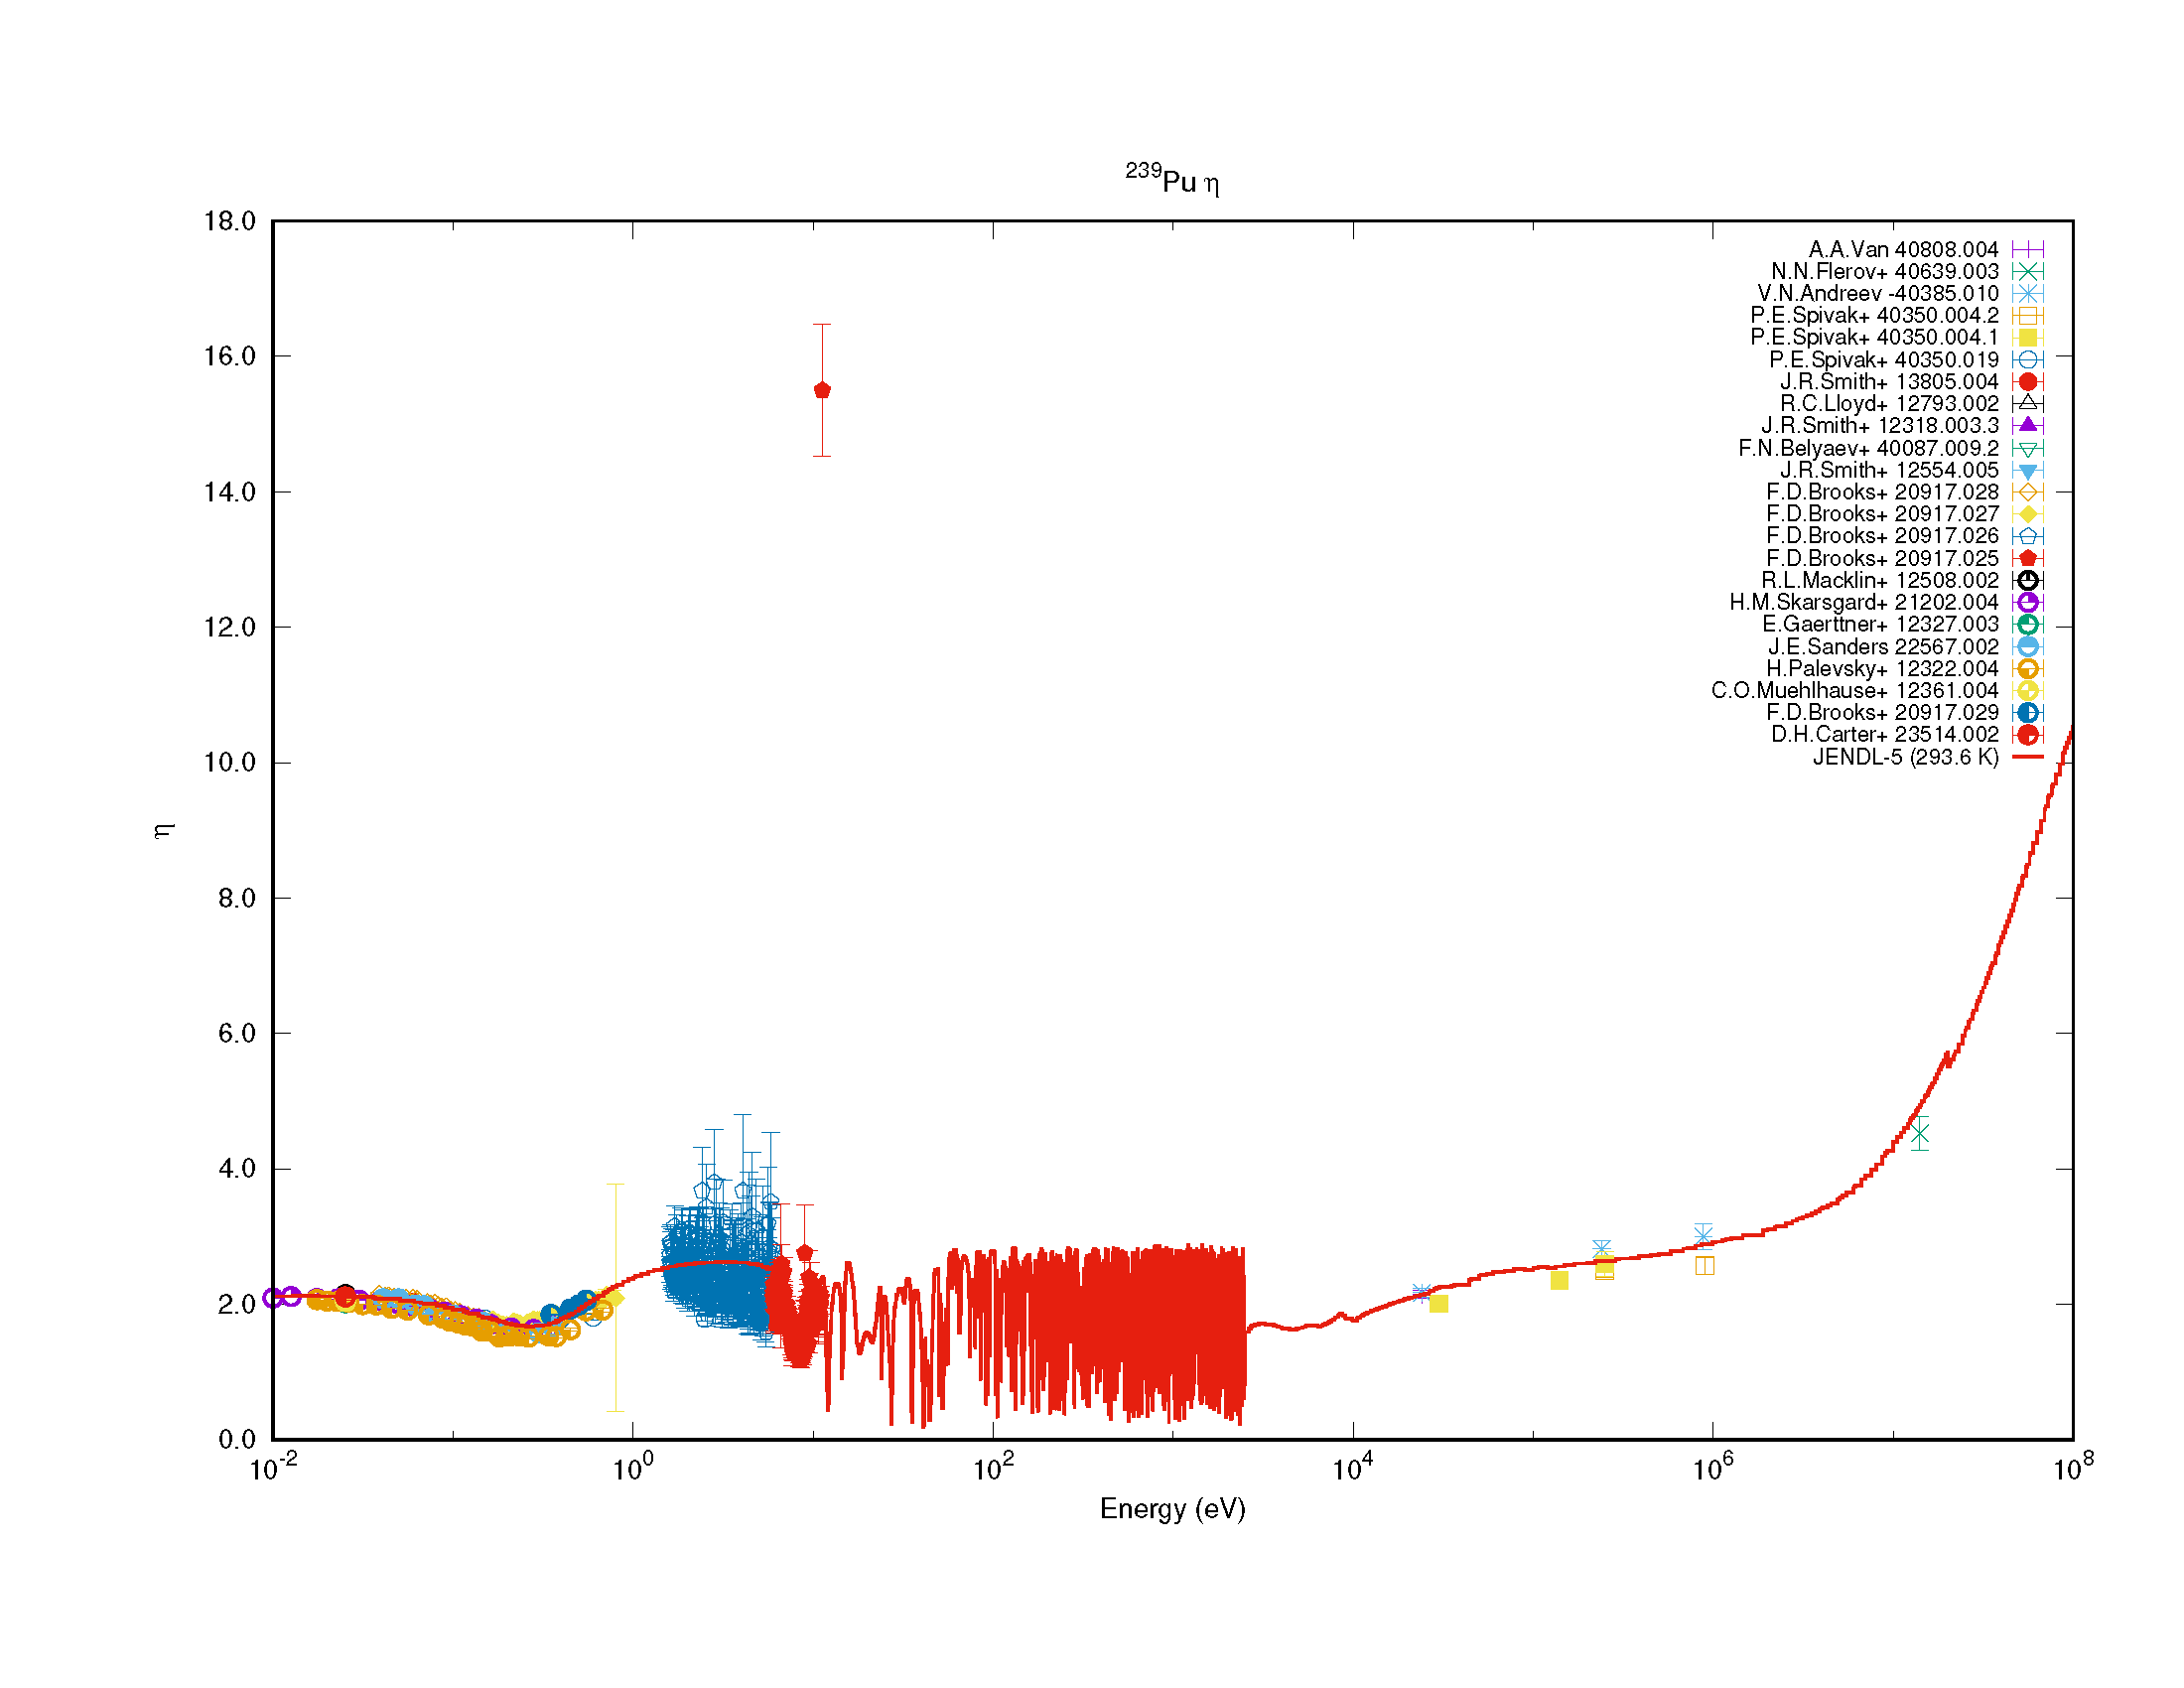 ²³⁹Pu η
18.0
16.0
14.0
12.0
10.0
8.0
6.0
4.0
2.0
0.0
η
A.A.Van 40808.004
N.N.Flerov+ 40639.003
V.N.Andreev -40385.010
P.E.Spivak+ 40350.004.2
P.E.Spivak+ 40350.004.1
P.E.Spivak+ 40350.019
J.R.Smith+ 13805.004
R.C.Lloyd+ 12793.002
J.R.Smith+ 12318.003.3
F.N.Belyaev+ 40087.009.2
J.R.Smith+ 12554.005
F.D.Brooks+ 20917.028
F.D.Brooks+ 20917.027
F.D.Brooks+ 20917.026
F.D.Brooks+ 20917.025
R.L.Macklin+ 12508.002
H.M.Skarsgard+ 21202.004
E.Gaerttner+ 12327.003
J.E.Sanders 22567.002
H.Palevsky+ 12322.004
C.O.Muehlhause+ 12361.004
F.D.Brooks+ 20917.029
D.H.Carter+ 23514.002
JENDL-5 (293.6 K)
10⁻² 10⁰ 10² 10⁴ 10⁶ 10⁸
Energy (eV)